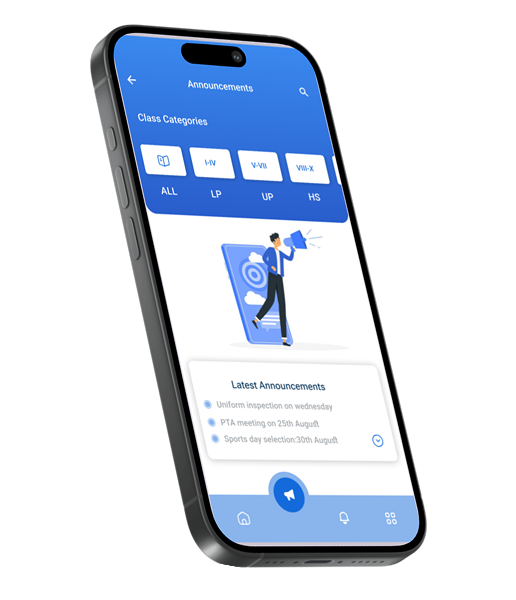 Announcements
Class Categories
I-IV V-VII VIII-X
ALL LP UP HS
Latest Announcements
Uniform inspection on wednesday
PTA meeting on 25th August
Sports day selection:30th August